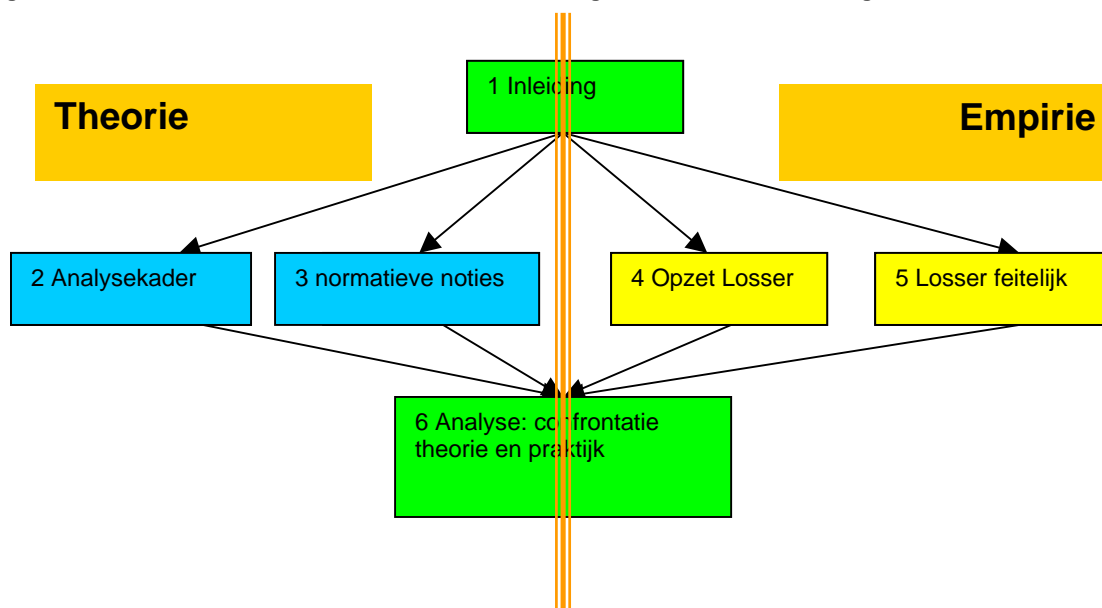 1 Inleiding
Theorie
Empirie
2 Analysekader
3 normatieve noties
4 Opzet Losser
5 Losser feitelijk
6 Analyse: confrontatie
theorie en praktijk